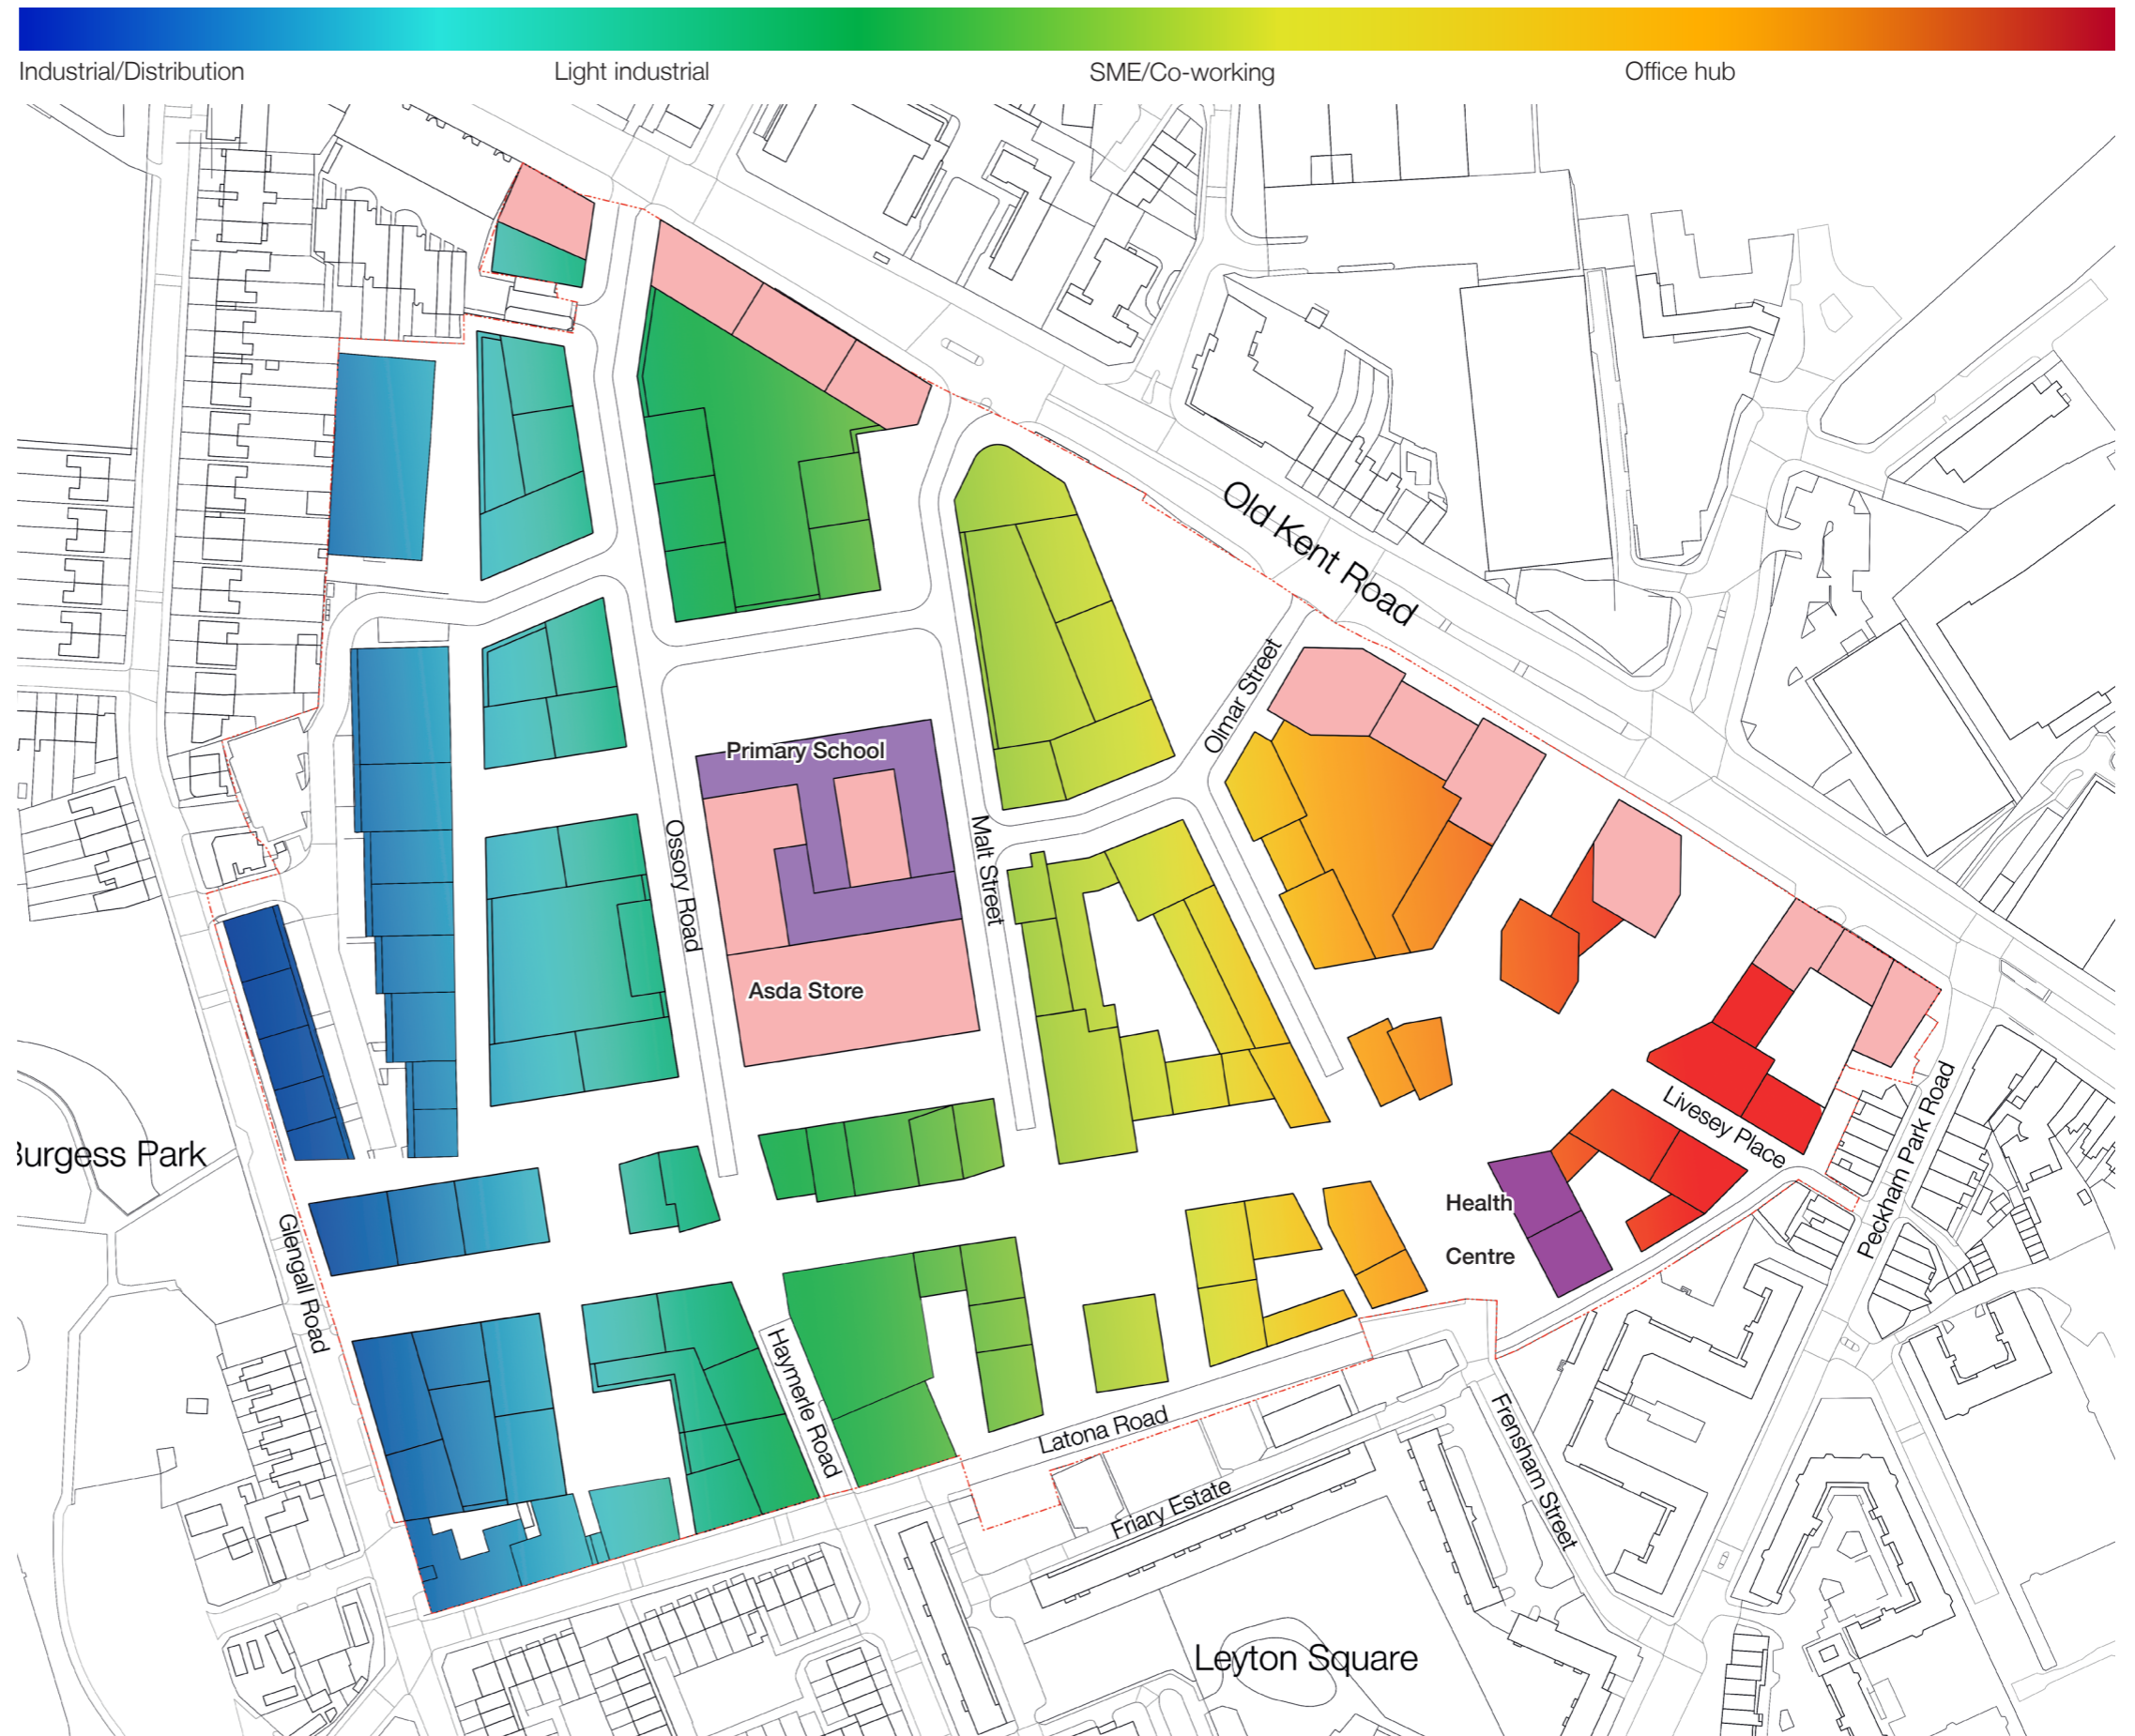 Industrial/Distribution
Light industrial
SME/Co-working
Office hub
Old Kent Road
Olmar Street
Primary School
Ossory Road
Malt Street
Asda Store
Livesey Place
Peckham Park Road
Burgess Park
Health
Centre
Glengall Road
Haymerle Road
Latona Road
Frensham Street
Friary Estate
Leyton Square